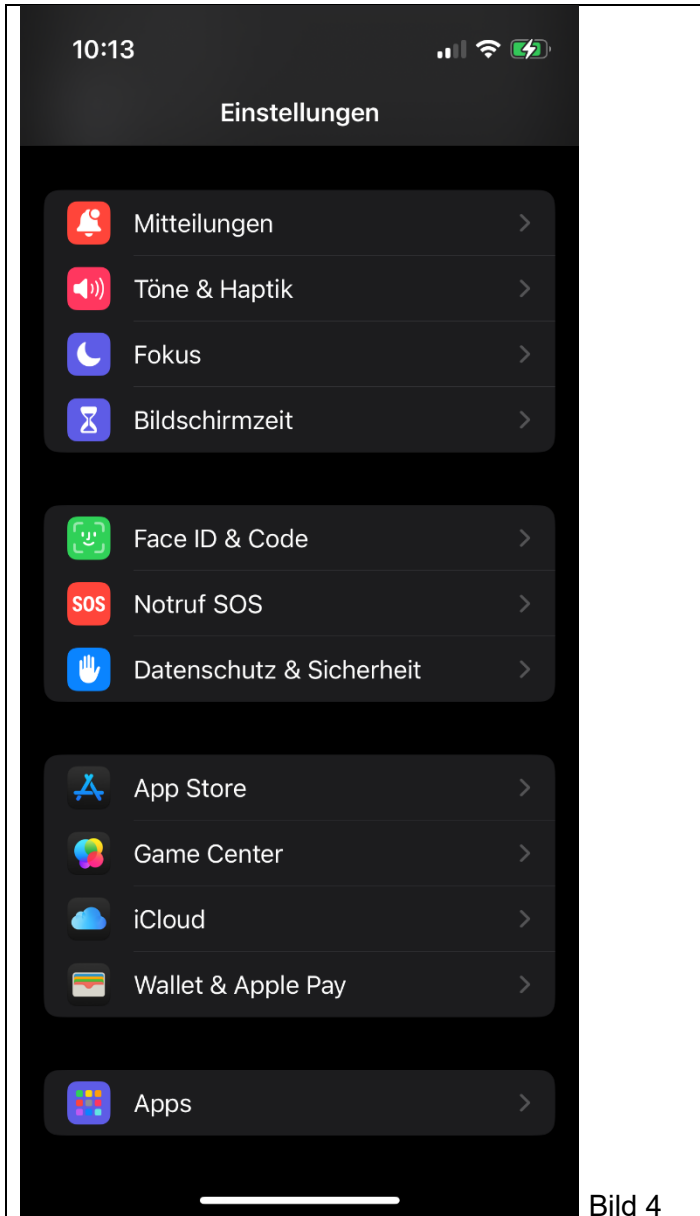 10:13
Einstellungen
Mitteilungen
Töne & Haptik
Fokus
Bildschirmzeit
Face ID & Code
SOS Notruf SOS
Datenschutz & Sicherheit
App Store
Game Center
iCloud
Wallet & Apple Pay
Apps
Bild 4